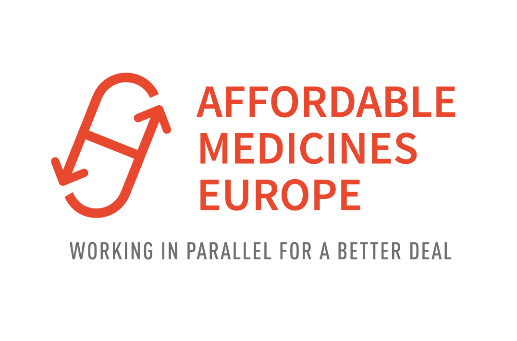 AFFORDABLE
MEDICINES
EUROPE
WORKING IN PARALLEL FOR A BETTER DEAL